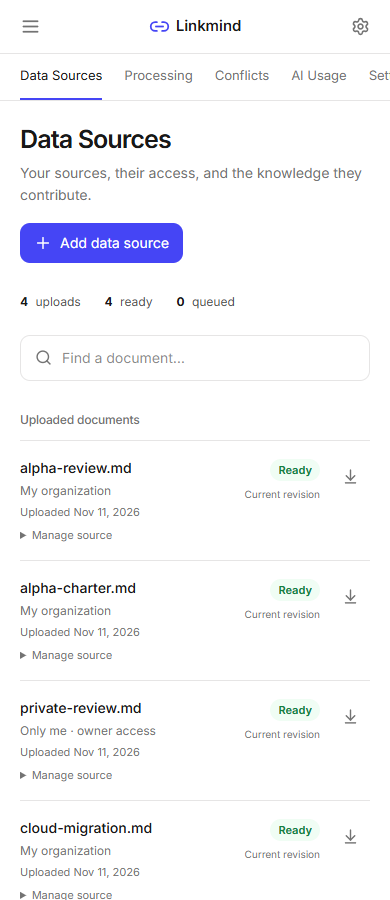 Linkmind
Data Sources Processing Conflicts AI Usage Set
Data Sources
Your sources, their access, and the knowledge they
contribute.
+ Add data source
4 uploads 4 ready 0 queued
Find a document...
Uploaded documents
alpha-review.md Ready
My organization Current revision
Uploaded Nov 11, 2026
▶ Manage source
alpha-charter.md Ready
My organization Current revision
Uploaded Nov 11, 2026
▶ Manage source
private-review.md Ready
Only me · owner access Current revision
Uploaded Nov 11, 2026
▶ Manage source
cloud-migration.md Ready
My organization Current revision
Uploaded Nov 11, 2026
▶ Manage source